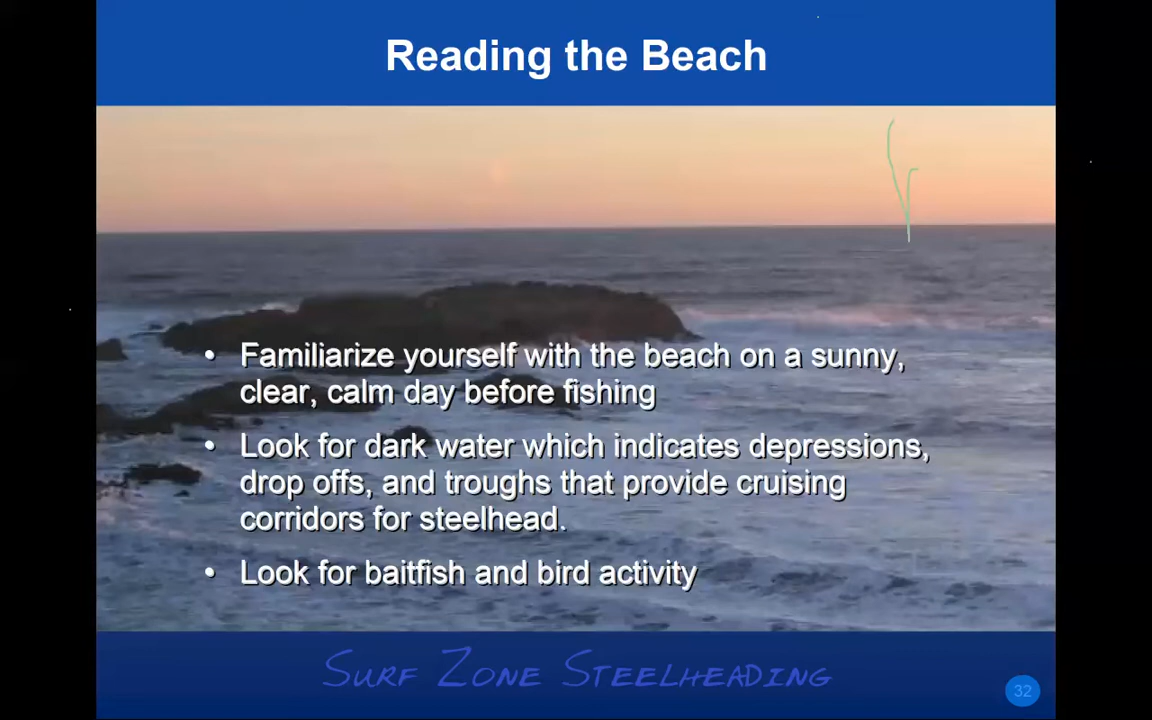 Reading the Beach
• Familiarize yourself with the beach on a sunny,
clear, calm day before fishing
• Look for dark water which indicates depressions,
drop offs, and troughs that provide cruising
corridors for steelhead.
• Look for baitfish and bird activity
SURF ZONE STEELHEADING
32